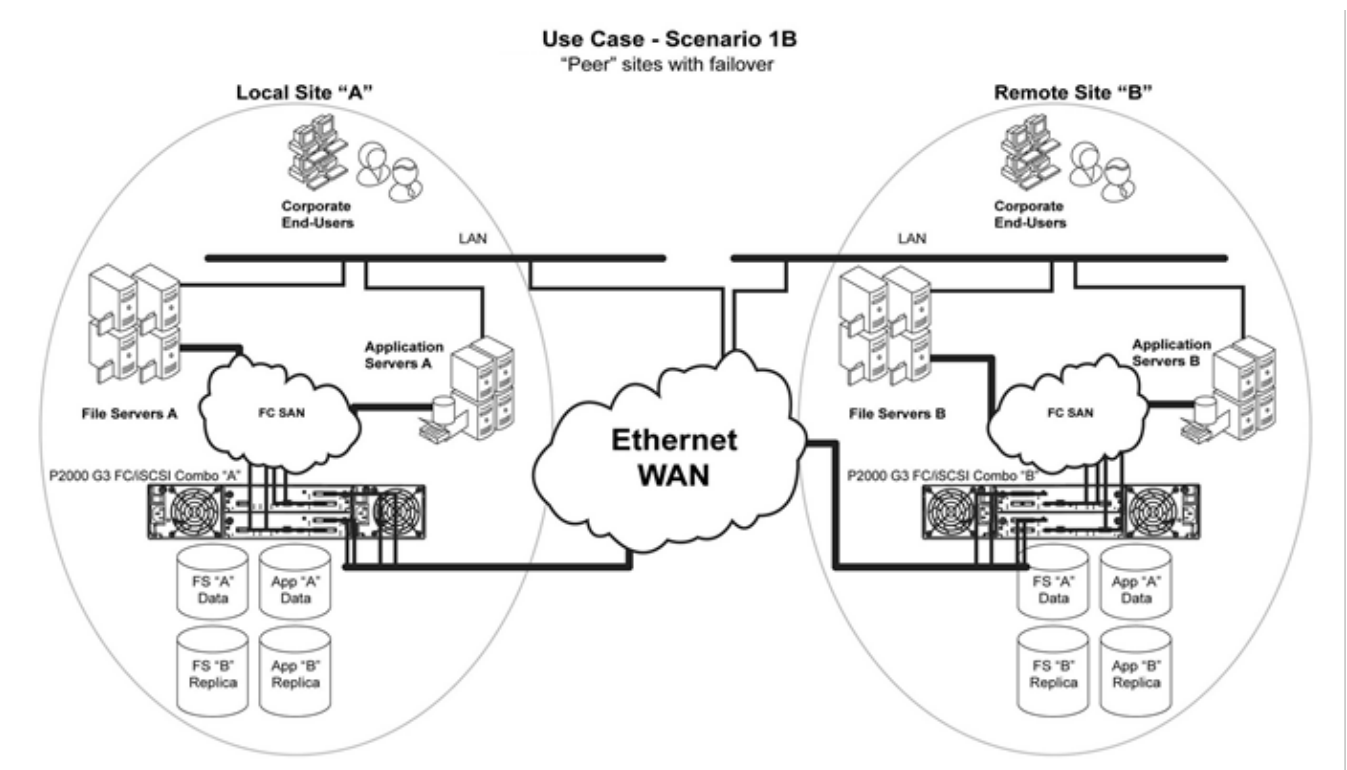 Use Case - Scenario 1B
“Peer” sites with failover
Local Site “A”
Remote Site “B”
Corporate
End-Users
Corporate
End-Users
LAN
LAN
Application
Servers A
Application
Servers B
File Servers A
FC SAN
File Servers B
FC SAN
Ethernet
WAN
P2000 G3 FC/iSCSI Combo “A”
P2000 G3 FC/iSCSI Combo “B”
FS “A”
Data
App “A”
Data
FS “A”
Data
App “A”
Data
FS “B”
Replica
App “B”
Replica
FS “B”
Replica
App “B”
Replica